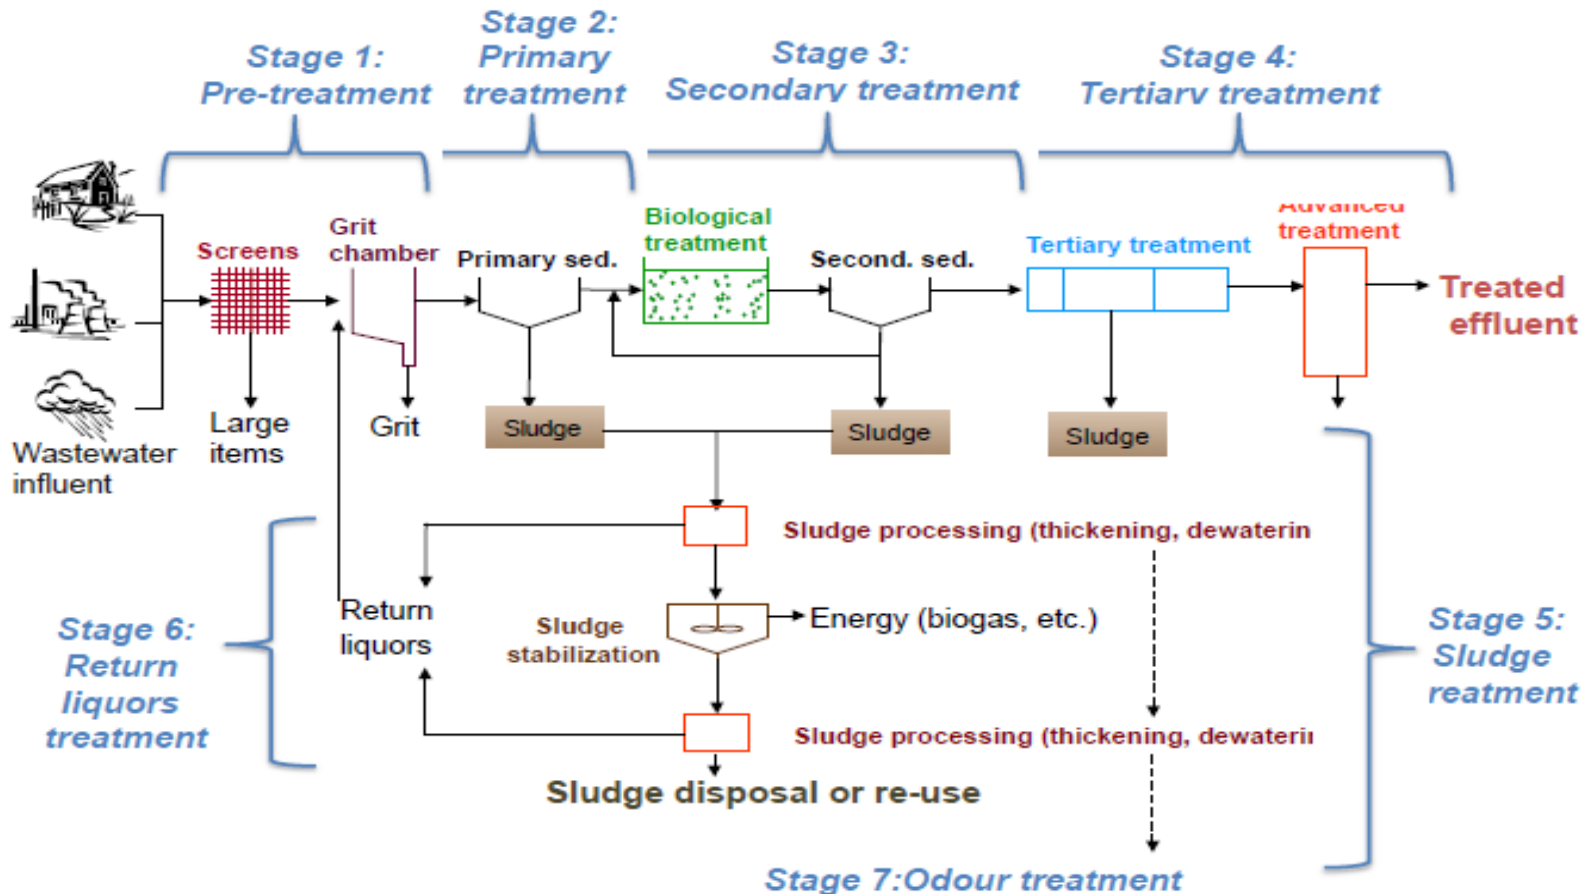 Stage 1:
Pre-treatment
Stage 2:
Primary
treatment
Stage 3:
Secondary treatment
Stage 4:
Tertiary treatment
Screens
Grit
chamber
Primary sed.
Biological
treatment
Second. sed.
Tertiary treatment
Advanced
treatment
Treated
effluent
Large
items
Grit
Sludge
Sludge
Sludge
Wastewater
influent
Sludge processing (thickening, dewaterin
Return
liquors
Sludge
stabilization
Energy (biogas, etc.)
Stage 6:
Return
liquors
treatment
Stage 5:
Sludge
reatment
Sludge processing (thickening, dewaterin
Sludge disposal or re-use
Stage 7:Odour treatment